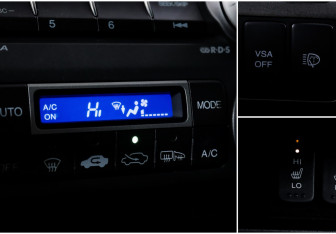 5 6
R·D·S
AUTO
A/C
ON
Hi
MODE
A/C
VSA
OFF
HI
LO